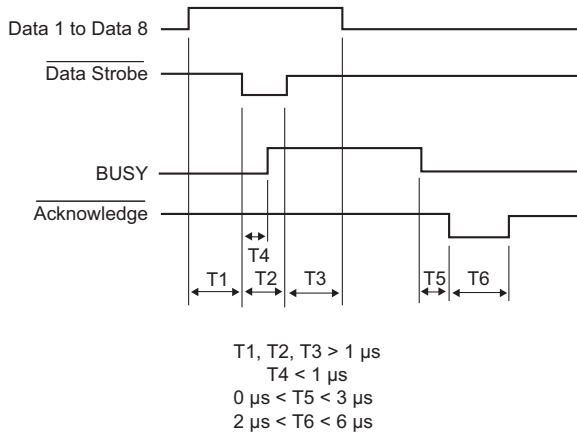 Data 1 to Data 8
Data Strobe
BUSY
Acknowledge
T4
T1 T2 T3 T5 T6
T1, T2, T3 > 1 µs
T4 < 1 µs
0 µs < T5 < 3 µs
2 µs < T6 < 6 µs